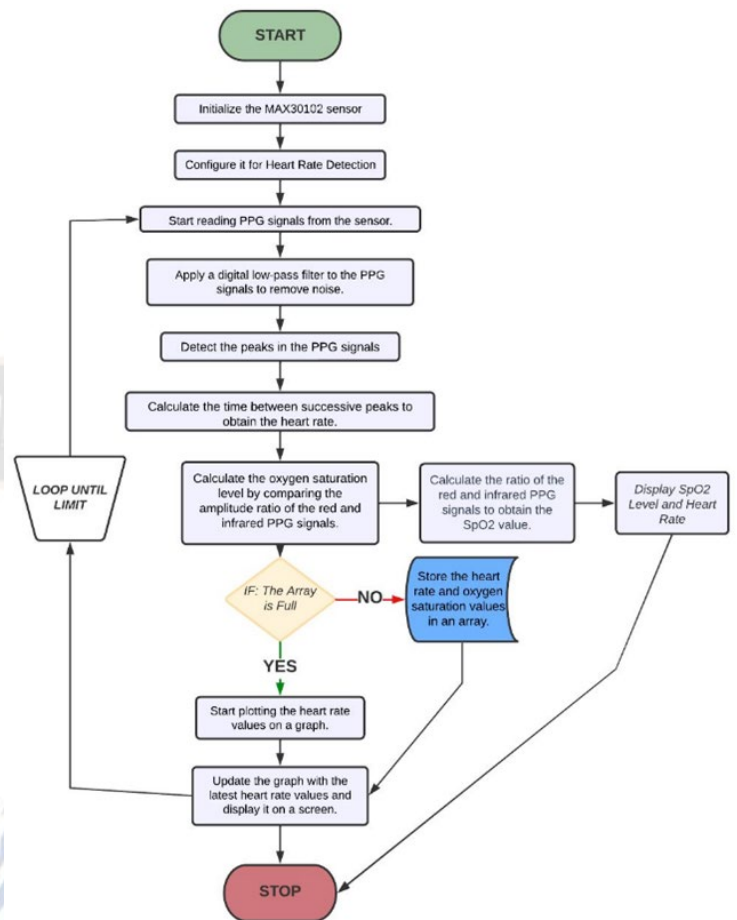 START
Initialize the MAX30102 sensor
Configure it for Heart Rate Detection
Start reading PPG signals from the sensor.
Apply a digital low-pass filter to the PPG
signals to remove noise.
Detect the peaks in the PPG signals
Calculate the time between successive peaks to
obtain the heart rate.
LOOP UNTIL
LIMIT
Calculate the oxygen saturation
level by comparing the
amplitude ratio of the red and
infrared PPG signals.
Calculate the ratio of the
red and infrared PPG
signals to obtain the
SpO2 value.
Display SpO2
Level and Heart
Rate
IF: The Array
is Full
NO
Store the heart
rate and oxygen
saturation values
in an array.
YES
Start plotting the heart rate
values on a graph.
Update the graph with the
latest heart rate values and
display it on a screen.
STOP